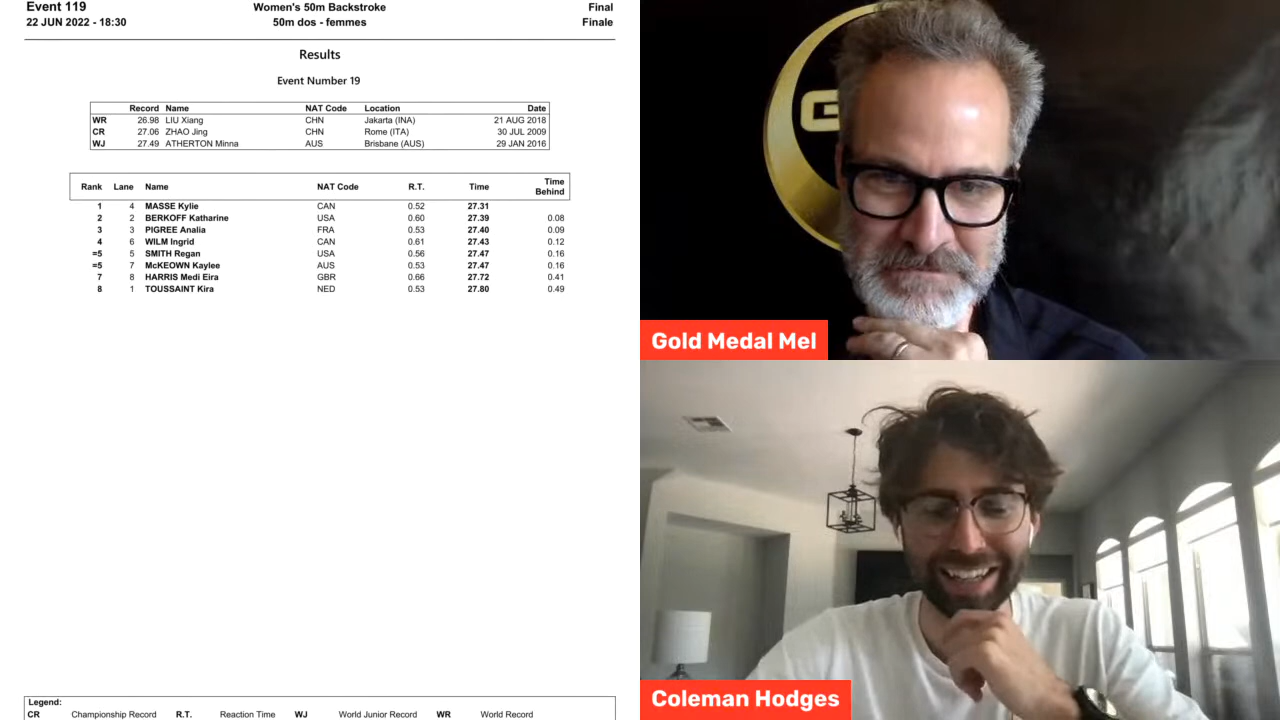 Event 119 Women's 50m Backstroke Final
22 JUN 2022 - 18:30 50m dos - femmes Finale
Results
Event Number 19
Record Name NAT Code Location Date
WR 26.98 LIU Xiang CHN Jakarta (INA) 21 AUG 2018
CR 27.06 ZHAO Jing CHN Rome (ITA) 30 JUL 2009
WJ 27.49 ATHERTON Minna AUS Brisbane (AUS) 29 JAN 2016
Rank Lane Name NAT Code R.T. Time Time Behind
1 4 MASSE Kylie CAN 0.52 27.31
2 2 BERKOFF Katharine USA 0.60 27.39 0.08
3 3 PIGREE Analia FRA 0.53 27.40 0.09
4 6 WILM Ingrid CAN 0.61 27.43 0.12
=5 5 SMITH Regan USA 0.56 27.47 0.16
=5 7 McKEOWN Kaylee AUS 0.53 27.47 0.16
7 8 HARRIS Medi Eira GBR 0.66 27.72 0.41
8 1 TOUSSAINT Kira NED 0.53 27.80 0.49
Legend:
CR Championship Record R.T. Reaction Time WJ World Junior Record WR World Record
G
Gold Medal Mel
Coleman Hodges